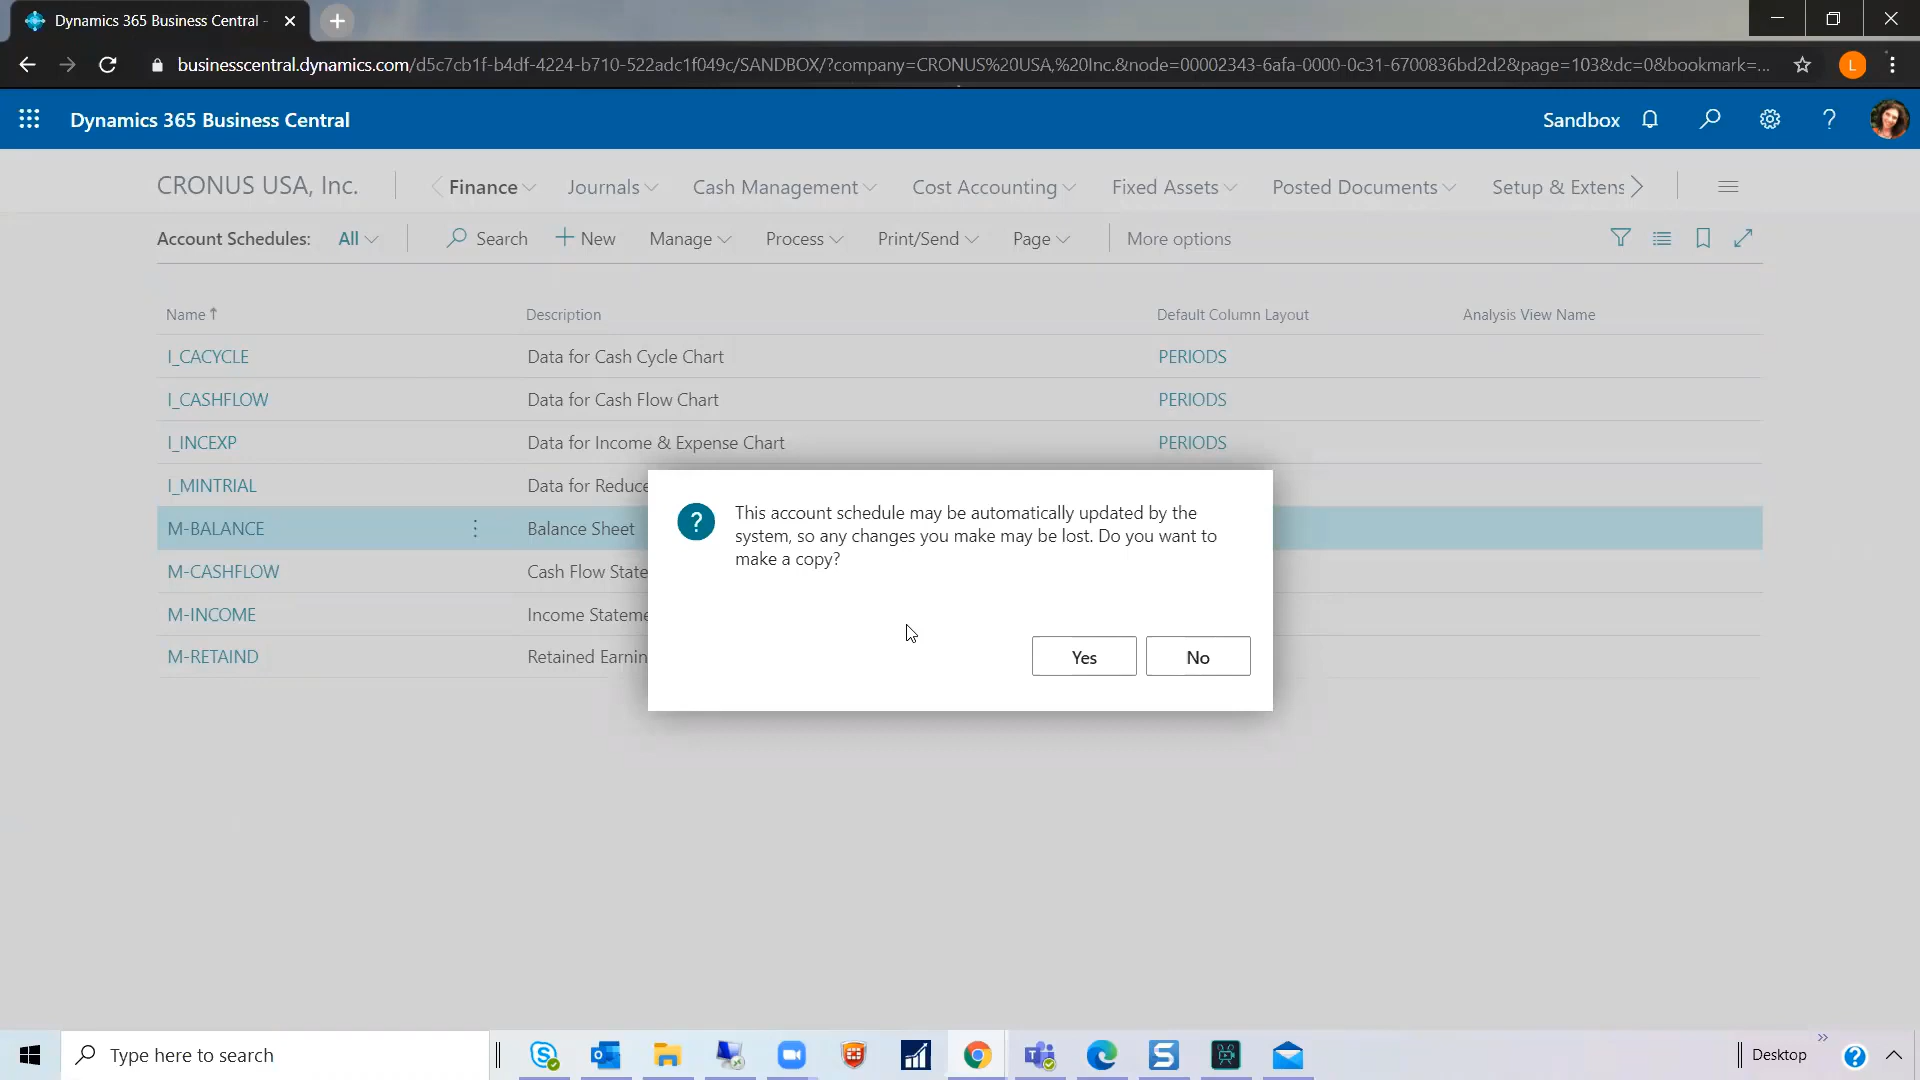 Dynamics 365 Business Central -
businesscentral.dynamics.com/d5c7cb1f-b4df-4224-b710-522adc1f049c/SANDBOX/?company=CRONUS%20USA,%20Inc.&node=00002343-6afa-0000-0c31-6700836bd2d2&page=103&dc=0&bookmark=...
L
Dynamics 365 Business Central
Sandbox
CRONUS USA, Inc.
Finance
Journals
Cash Management
Cost Accounting
Fixed Assets
Posted Documents
Setup & Extens
Account Schedules:
All
Search
New
Manage
Process
Print/Send
Page
More options
Name ↑
Description
Default Column Layout
Analysis View Name
I_CACYCLE
Data for Cash Cycle Chart
PERIODS
I_CASHFLOW
Data for Cash Flow Chart
PERIODS
I_INCEXP
Data for Income & Expense Chart
PERIODS
I_MINTRIAL
Data for Reduce
M-BALANCE
Balance Sheet
M-CASHFLOW
Cash Flow State
M-INCOME
Income Stateme
M-RETAIND
Retained Earnin
This account schedule may be automatically updated by the
system, so any changes you make may be lost. Do you want to
make a copy?
Yes
No
Type here to search
Desktop